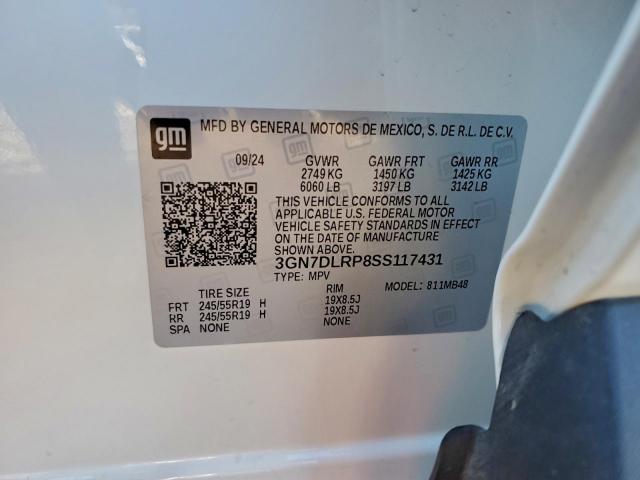 gm
MFD BY GENERAL MOTORS DE MEXICO, S. DE R.L. DE C.V.
09/24 GVWR GAWR FRT GAWR RR
2749 KG 1450 KG 1425 KG
6060 LB 3197 LB 3142 LB
THIS VEHICLE CONFORMS TO ALL
APPLICABLE U.S. FEDERAL MOTOR
VEHICLE SAFETY STANDARDS IN EFFECT
ON THE DATE OF MANUFACTURE
SHOWN ABOVE.
3GN7DLRP8SS117431
TYPE: MPV MODEL: 811MB48
TIRE SIZE RIM
FRT 245/55R19 H 19X8.5J
RR 245/55R19 H 19X8.5J
SPA NONE NONE